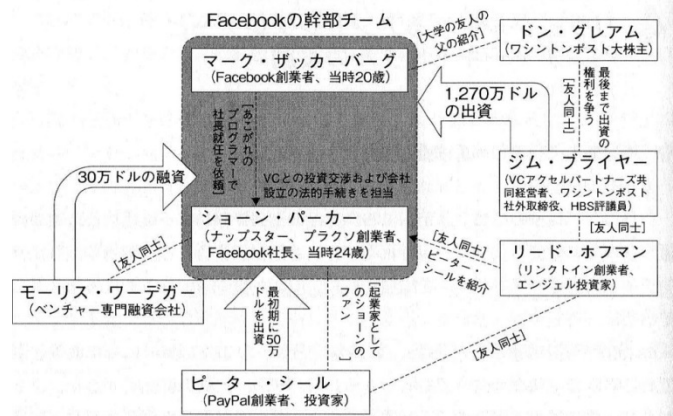 Facebookの幹部チーム
マーク・ザッカーバーグ
（Facebook創業者、当時20歳）
[大学の友人の
父の紹介]
ドン・グレアム
（ワシントンポスト大株主）
[あこがれの
プログラマーで
社長就任を依頼]
1,270万ドル
の出資
[友人同士]
最後まで出資の
権利を争う
30万ドルの融資
VCとの投資交渉および会社
設立の法的手続きを担当
ジム・ブライヤー
（VCアクセルパートナーズ共
同経営者、ワシントンポスト
社外取締役、HBS評議員）
ショーン・パーカー
（ナップスター、プラクソ創業者、
Facebook社長、当時24歳）
[友人同士]
[友人同士]
ピーター・
シールを紹介
[友人同士]
リード・ホフマン
（リンクトイン創業者、
エンジェル投資家）
モーリス・ワーデガー
（ベンチャー専門融資会社）
最初期に50万
ドルを出資
[起業家として
のショーンの
ファン]
[友人同士]
ピーター・シール
（PayPal創業者、投資家）